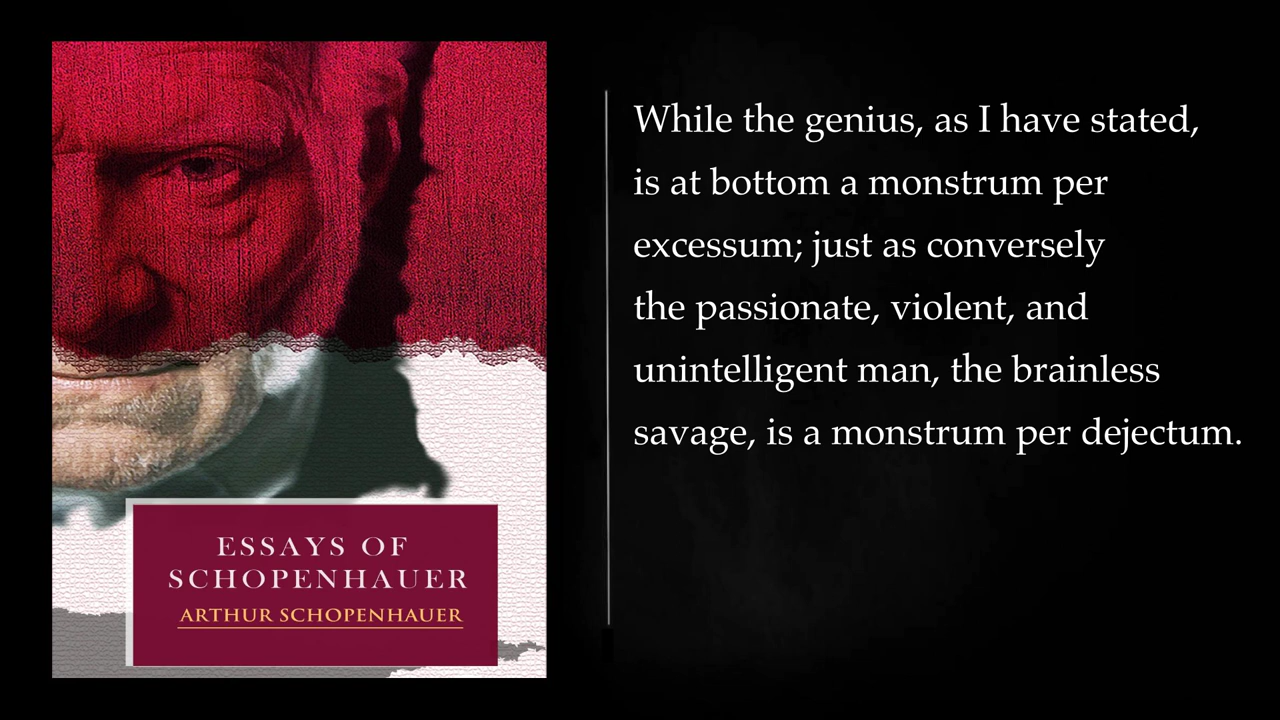 ESSAYS OF
SCHOPENHAUER
ARTHUR SCHOPENHAUER
While the genius, as I have stated,
is at bottom a monstrum per
excessum; just as conversely
the passionate, violent, and
unintelligent man, the brainless
savage, is a monstrum per dejectum.